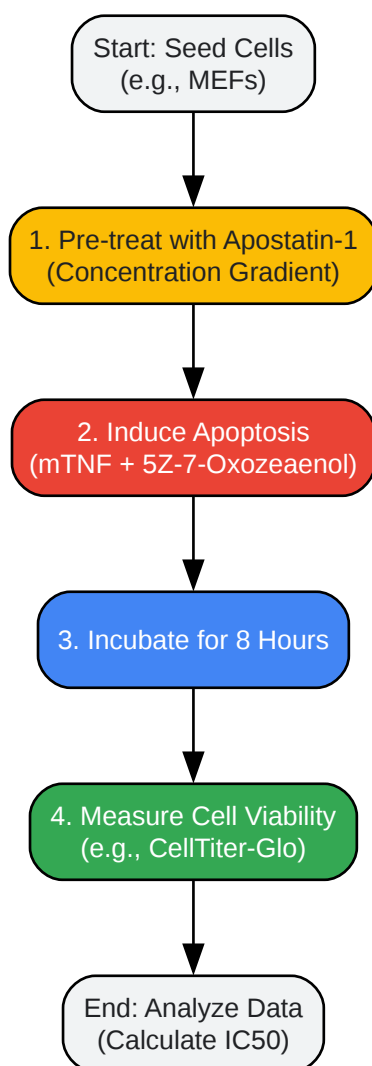 Start: Seed Cells
(e.g., MEFs)
1. Pre-treat with Apostatin-1
(Concentration Gradient)
2. Induce Apoptosis
(mTNF + 5Z-7-Oxozeaenol)
3. Incubate for 8 Hours
4. Measure Cell Viability
(e.g., CellTiter-Glo)
End: Analyze Data
(Calculate IC50)